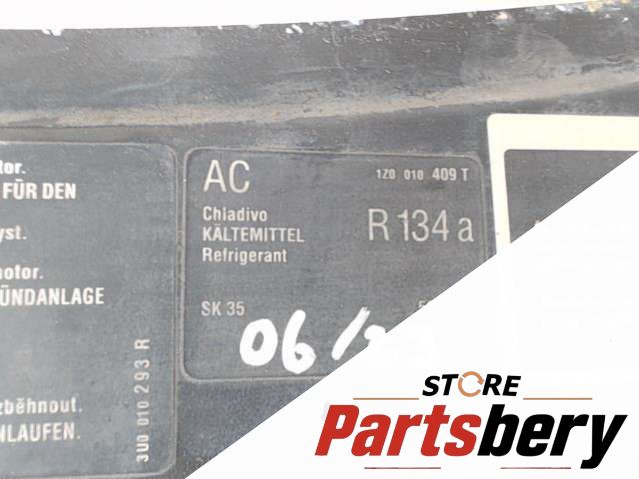 tor.
FÜR DEN
yst.
motor.
ÜNDANLAGE
zběhnout.
NLAUFEN.
3U0 010 293 R
AC
1Z0 010 409 T
Chladivo
KÄLTEMITTEL
Refrigerant
R 134 a
SK 35
06/
STORE
Partsbery